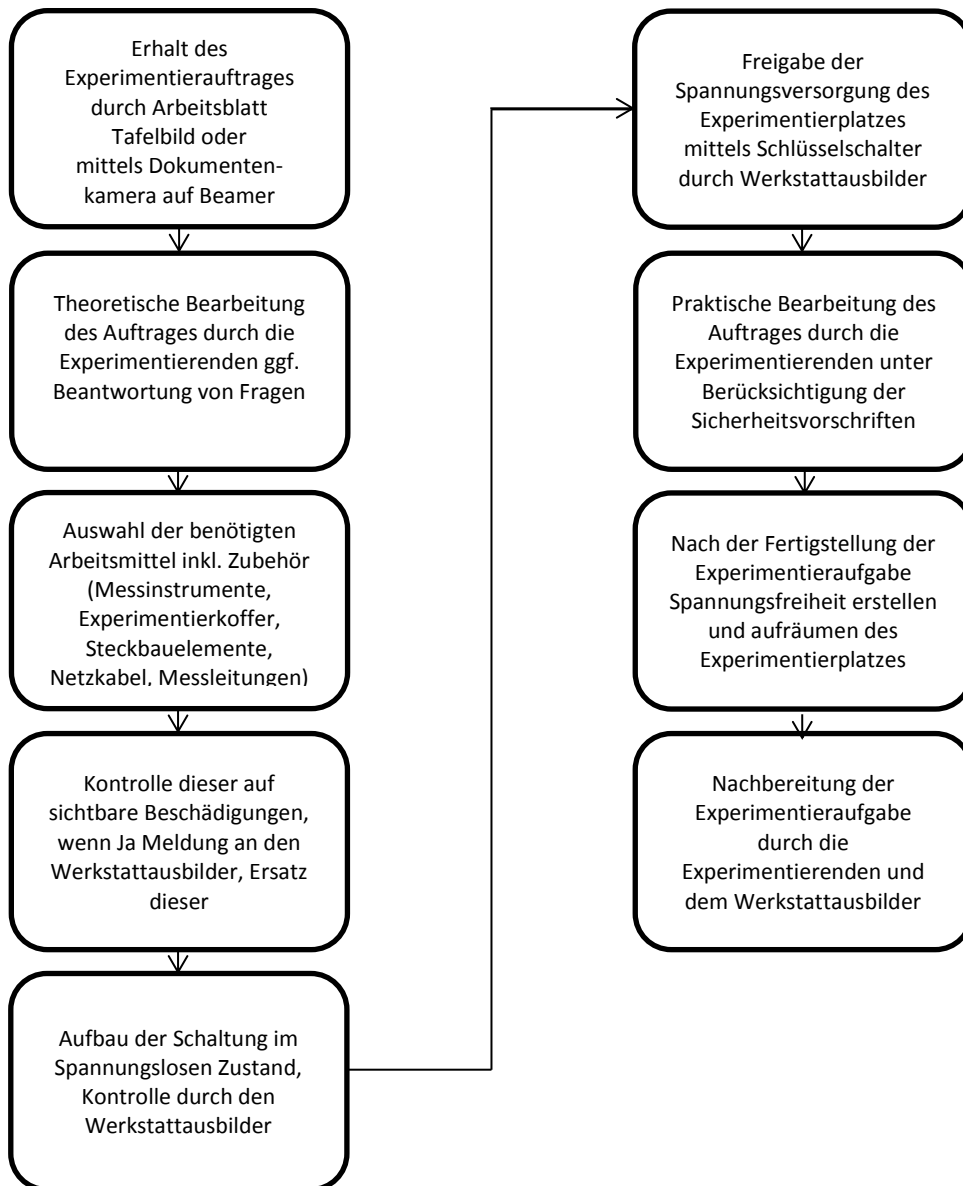 Erhalt des
Experimentierauftrages
durch Arbeitsblatt
Tafelbild oder
mittels Dokumenten-
kamera auf Beamer
Theoretische Bearbeitung
des Auftrages durch die
Experimentierenden ggf.
Beantwortung von Fragen
Auswahl der benötigten
Arbeitsmittel inkl. Zubehör
(Messinstrumente,
Experimentierkoffer,
Steckbauelemente,
Netzkabel, Messleitungen)
Kontrolle dieser auf
sichtbare Beschädigungen,
wenn Ja Meldung an den
Werkstattausbilder, Ersatz
dieser
Aufbau der Schaltung im
Spannungslosen Zustand,
Kontrolle durch den
Werkstattausbilder
Freigabe der
Spannungsversorgung des
Experimentierplatzes
mittels Schlüsselschalter
durch Werkstattausbilder
Praktische Bearbeitung des
Auftrages durch die
Experimentierenden unter
Berücksichtigung der
Sicherheitsvorschriften
Nach der Fertigstellung der
Experimentieraufgabe
Spannungsfreiheit erstellen
und aufräumen des
Experimentierplatzes
Nachbereitung der
Experimentieraufgabe
durch die
Experimentierenden und
dem Werkstattausbilder